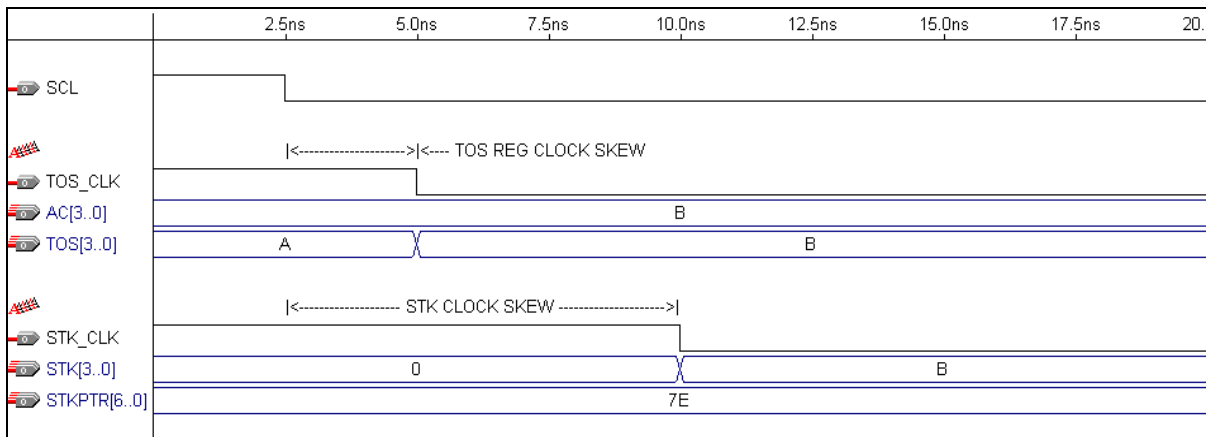 2.5ns 5.0ns 7.5ns 10.0ns 12.5ns 15.0ns 17.5ns 20.
SCL
|<-------------------->|<---- TOS REG CLOCK SKEW
TOS_CLK
AC[3..0] B
TOS[3..0] A B
|<------------------- STK CLOCK SKEW -------------------->|
STK_CLK
STK[3..0] 0 B
STKPTR[6..0] 7E